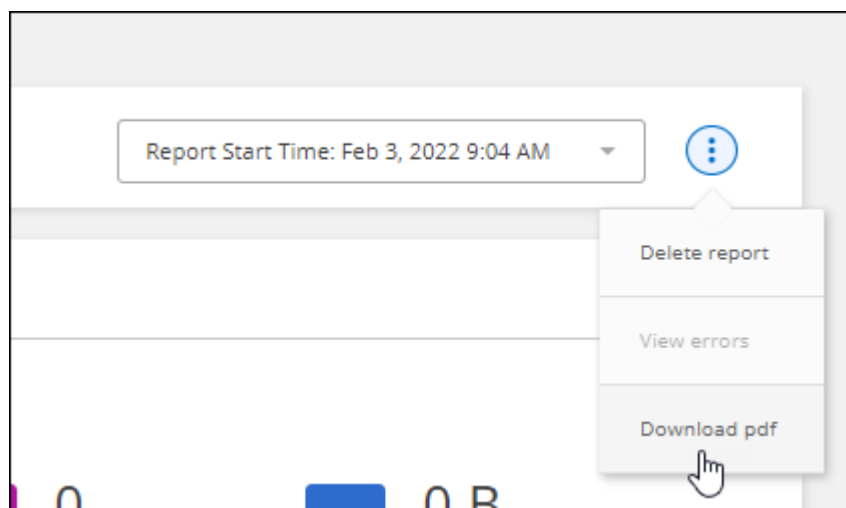 Report Start Time: Feb 3, 2022 9:04 AM
Delete report
View errors
Download pdf
0
0 B